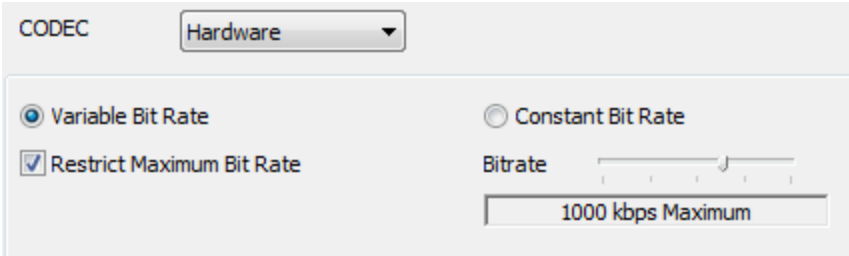 CODEC Hardware
Variable Bit Rate Constant Bit Rate
Restrict Maximum Bit Rate Bitrate
1000 kbps Maximum